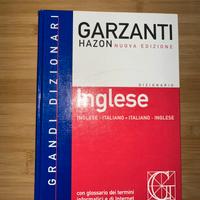 GRANDI DIZIONARI
GARZANTI
HAZON NUOVA EDIZIONE
DIZIONARIO
Inglese
INGLESE - ITALIANO • ITALIANO - INGLESE
con glossario dei termini
informatici e di Internet
G